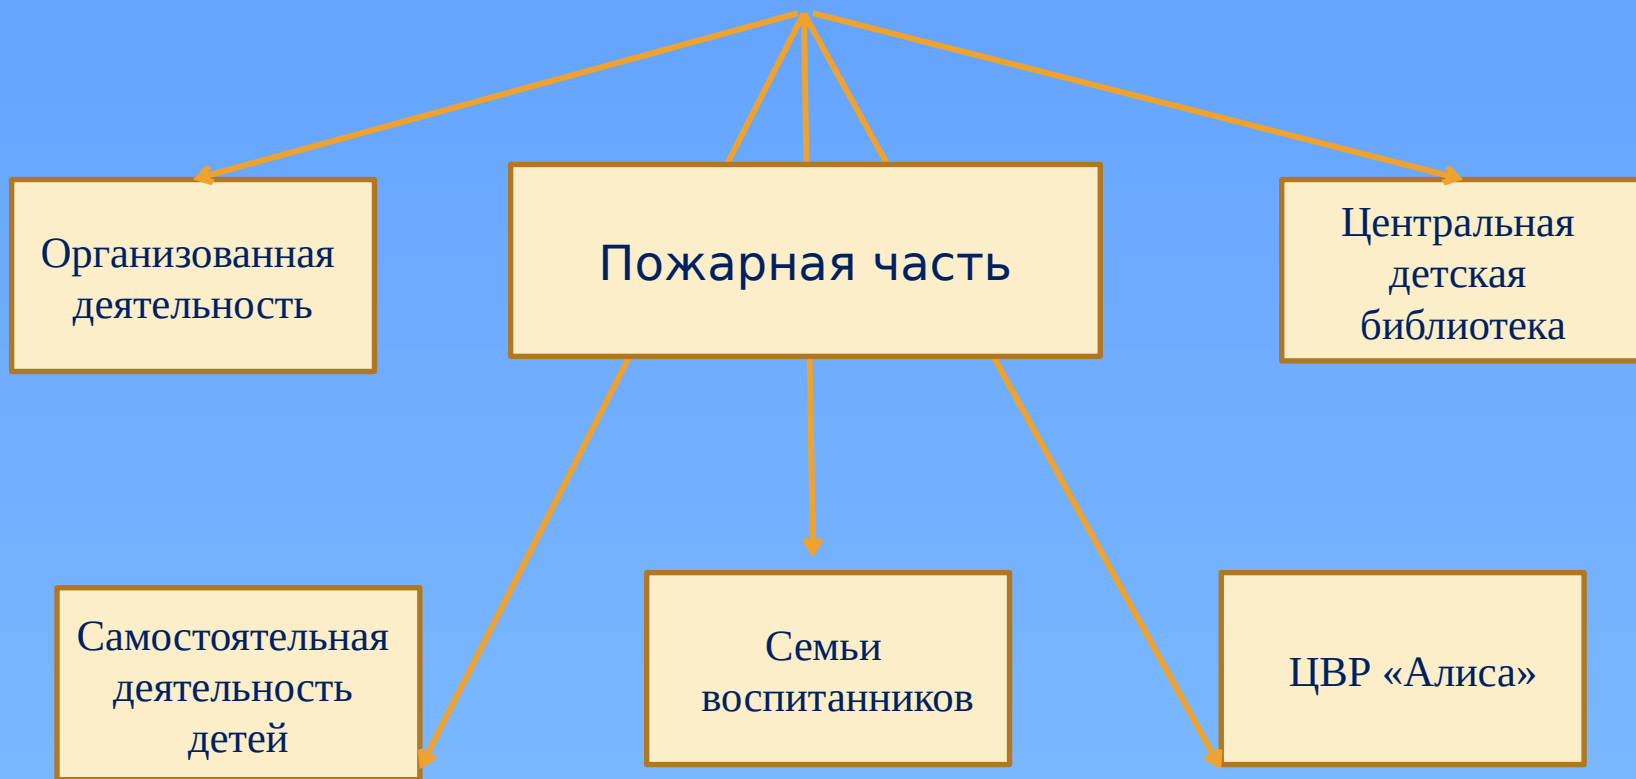 Организованная
деятельность
Пожарная часть
Центральная
детская
библиотека
Самостоятельная
деятельность
детей
Семьи
воспитанников
ЦВР «Алиса»